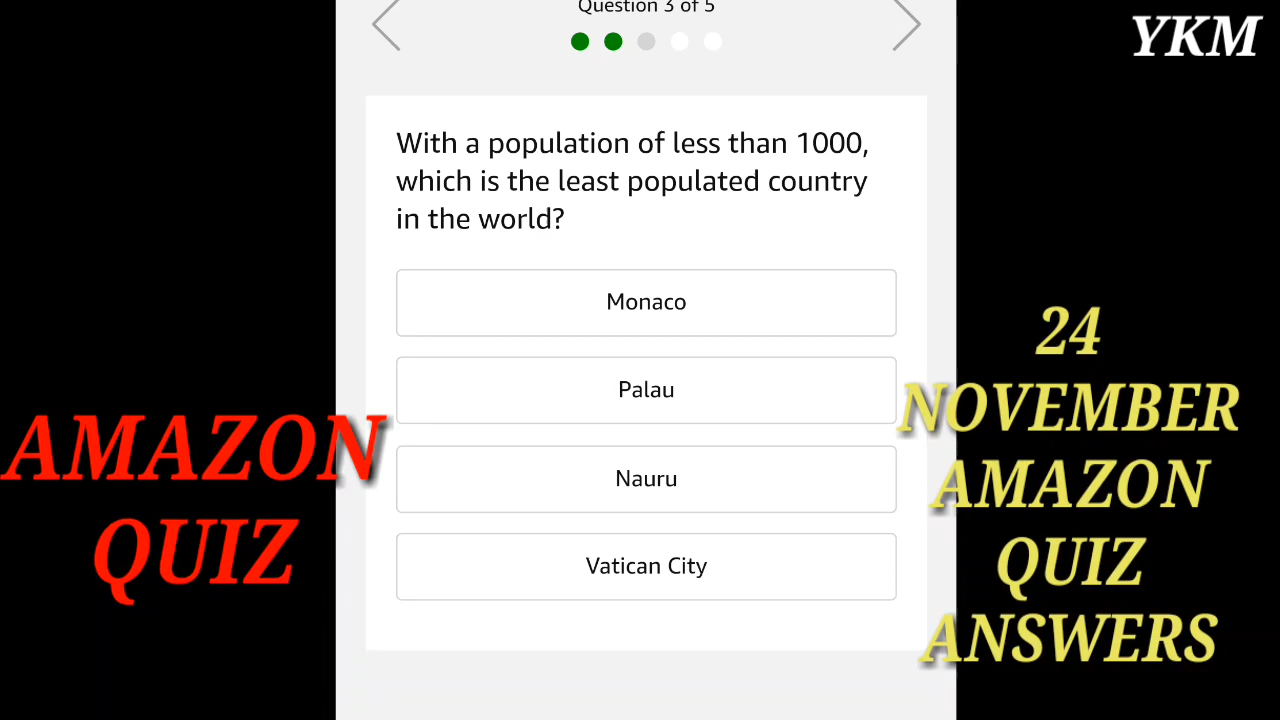 Question 3 of 5
YKM
With a population of less than 1000,
which is the least populated country
in the world?
Monaco
Palau
Nauru
Vatican City
AMAZON
QUIZ
24
NOVEMBER
AMAZON
QUIZ
ANSWERS